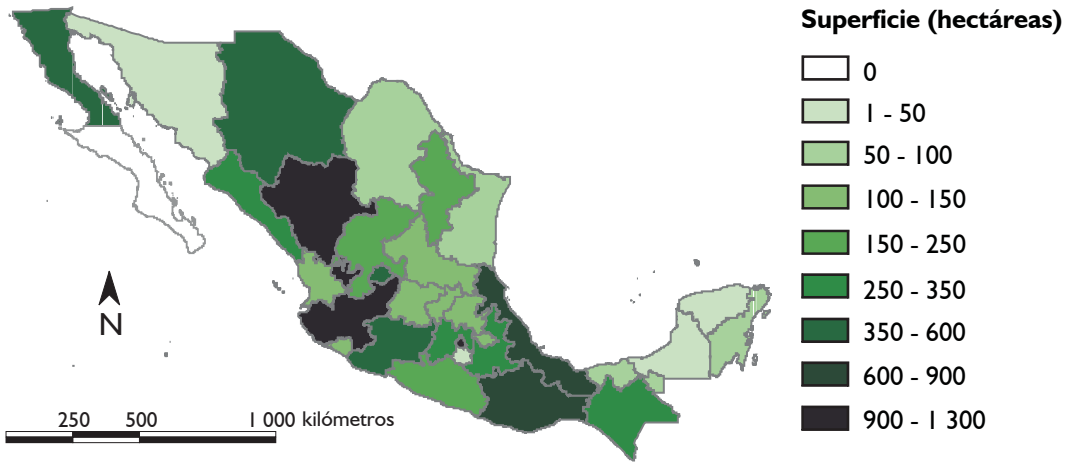 Superficie (hectáreas)
0
1 - 50
50 - 100
100 - 150
150 - 250
250 - 350
350 - 600
600 - 900
900 - 1 300
N
250 500 1 000 kilómetros